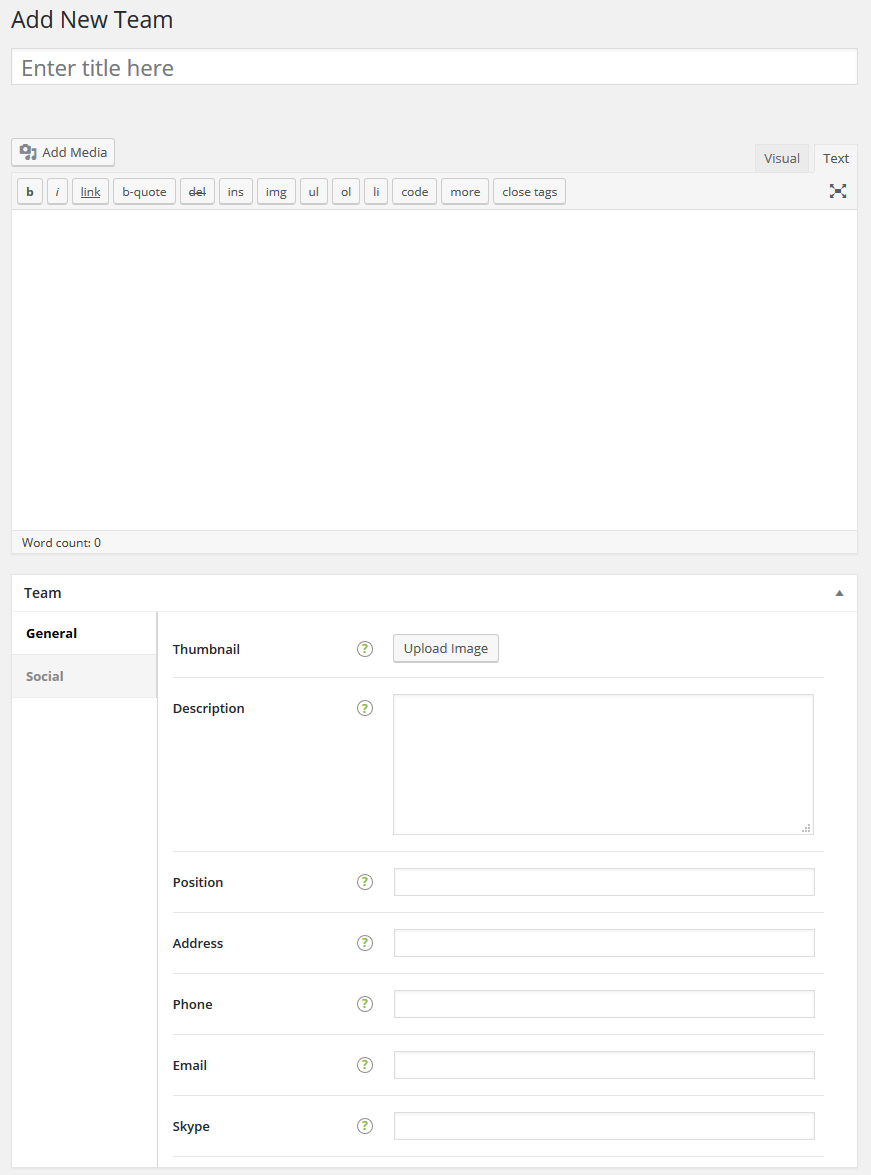 Add New Team
Enter title here
Add Media
Visual Text
b i link b-quote del ins img ul ol li code more close tags
Word count: 0
Team
General
Social
Thumbnail ? Upload Image
Description ?
Position ?
Address ?
Phone ?
Email ?
Skype ?